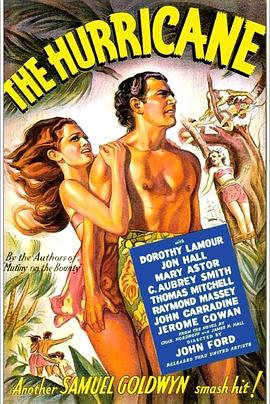 THE HURRICANE
By the Authors of
Mutiny on the Bounty
with
DOROTHY LAMOUR
JON HALL
MARY ASTOR
C. AUBREY SMITH
THOMAS MITCHELL
RAYMOND MASSEY
JOHN CARRADINE
JEROME COWAN
FROM THE NOVEL BY
CHAS. NORDHOFF and JAMES N. HALL
DIRECTED BY
JOHN FORD
RELEASED THRU UNITED ARTISTS
Another SAMUEL GOLDWYN smash hit!